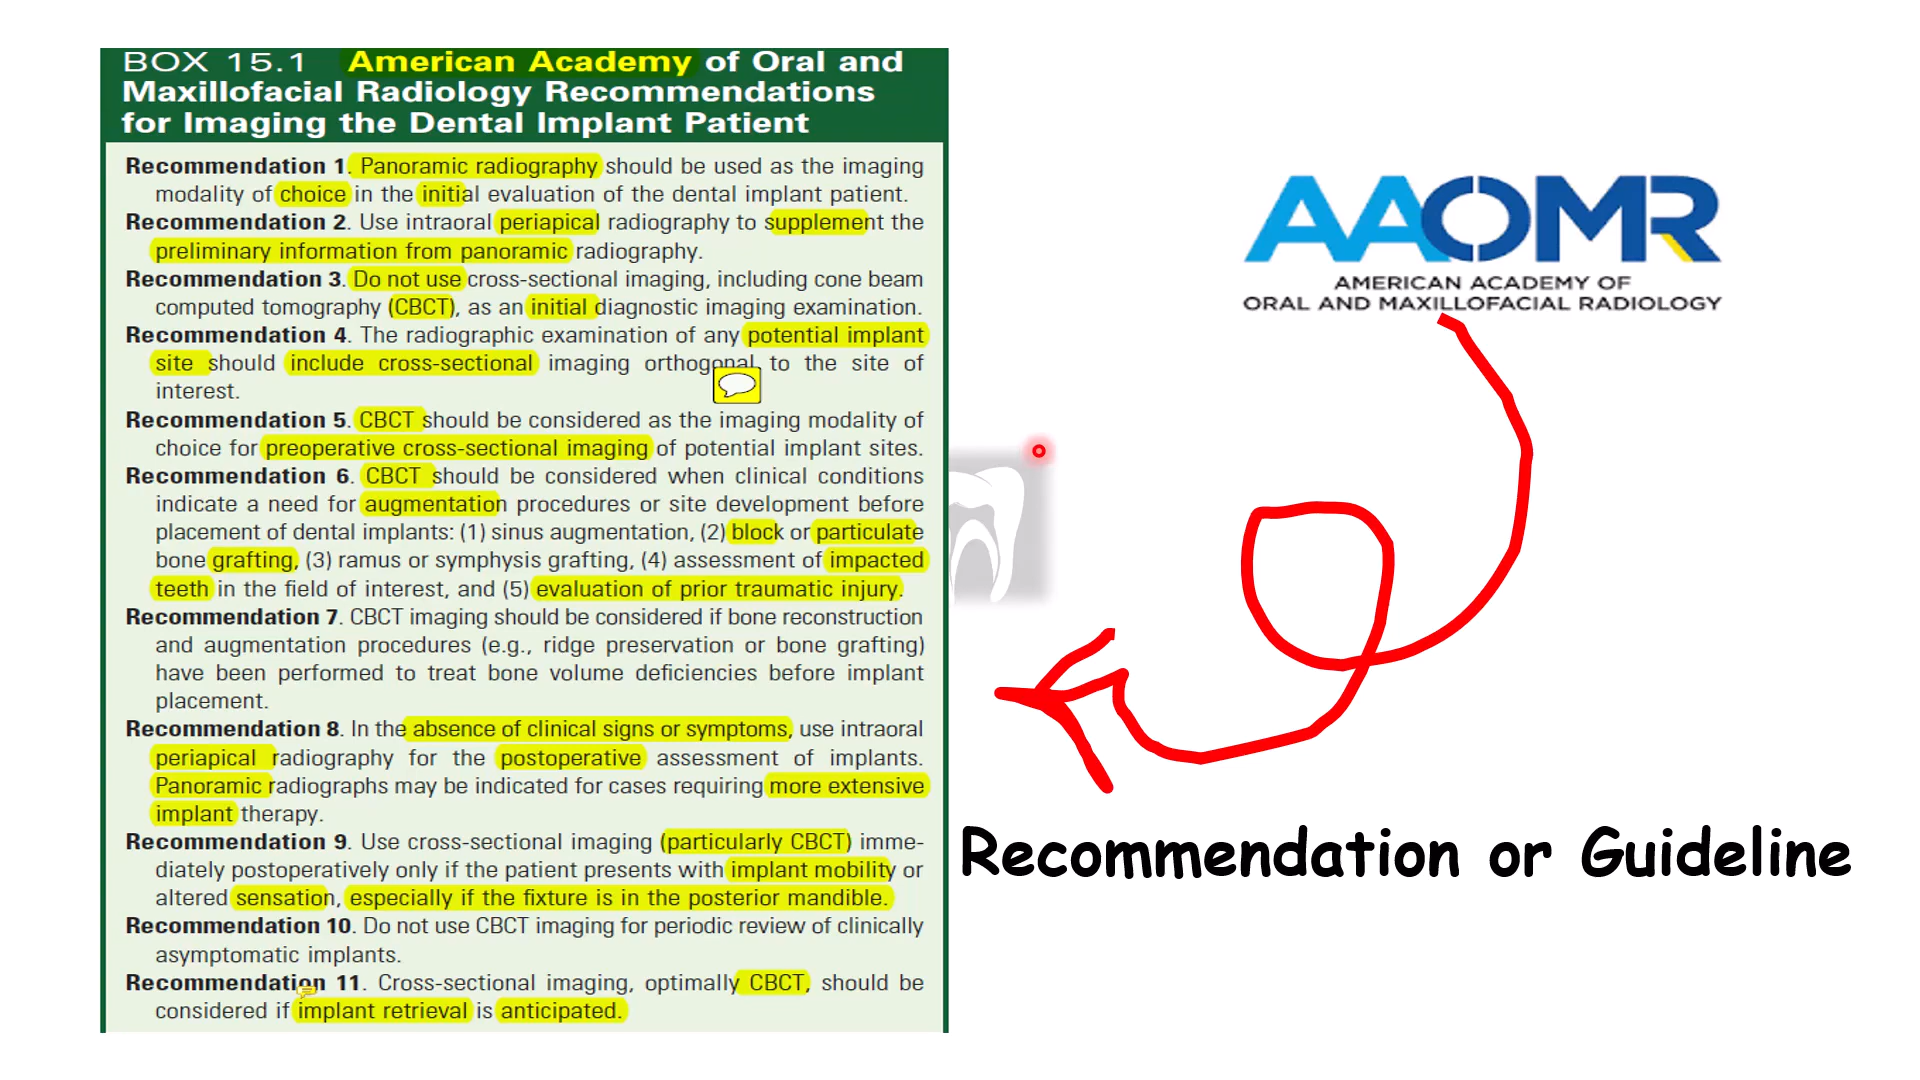 BOX 15.1 American Academy of Oral and
Maxillofacial Radiology Recommendations
for Imaging the Dental Implant Patient
Recommendation 1. Panoramic radiography should be used as the imaging
modality of choice in the initial evaluation of the dental implant patient.
Recommendation 2. Use intraoral periapical radiography to supplement the
preliminary information from panoramic radiography.
Recommendation 3. Do not use cross-sectional imaging, including cone beam
computed tomography (CBCT), as an initial diagnostic imaging examination.
Recommendation 4. The radiographic examination of any potential implant
site should include cross-sectional imaging orthogonal to the site of
interest.
Recommendation 5. CBCT should be considered as the imaging modality of
choice for preoperative cross-sectional imaging of potential implant sites.
Recommendation 6. CBCT should be considered when clinical conditions
indicate a need for augmentation procedures or site development before
placement of dental implants: (1) sinus augmentation, (2) block or particulate
bone grafting, (3) ramus or symphysis grafting, (4) assessment of impacted
teeth in the field of interest, and (5) evaluation of prior traumatic injury.
Recommendation 7. CBCT imaging should be considered if bone reconstruction
and augmentation procedures (e.g., ridge preservation or bone grafting)
have been performed to treat bone volume deficiencies before implant
placement.
Recommendation 8. In the absence of clinical signs or symptoms, use intraoral
periapical radiography for the postoperative assessment of implants.
Panoramic radiographs may be indicated for cases requiring more extensive
implant therapy.
Recommendation 9. Use cross-sectional imaging (particularly CBCT) imme-
diately postoperatively only if the patient presents with implant mobility or
altered sensation, especially if the fixture is in the posterior mandible.
Recommendation 10. Do not use CBCT imaging for periodic review of clinically
asymptomatic implants.
Recommendation 11. Cross-sectional imaging, optimally CBCT, should be
considered if implant retrieval is anticipated.
AAOMR
AMERICAN ACADEMY OF
ORAL AND MAXILLOFACIAL RADIOLOGY
Recommendation or Guideline